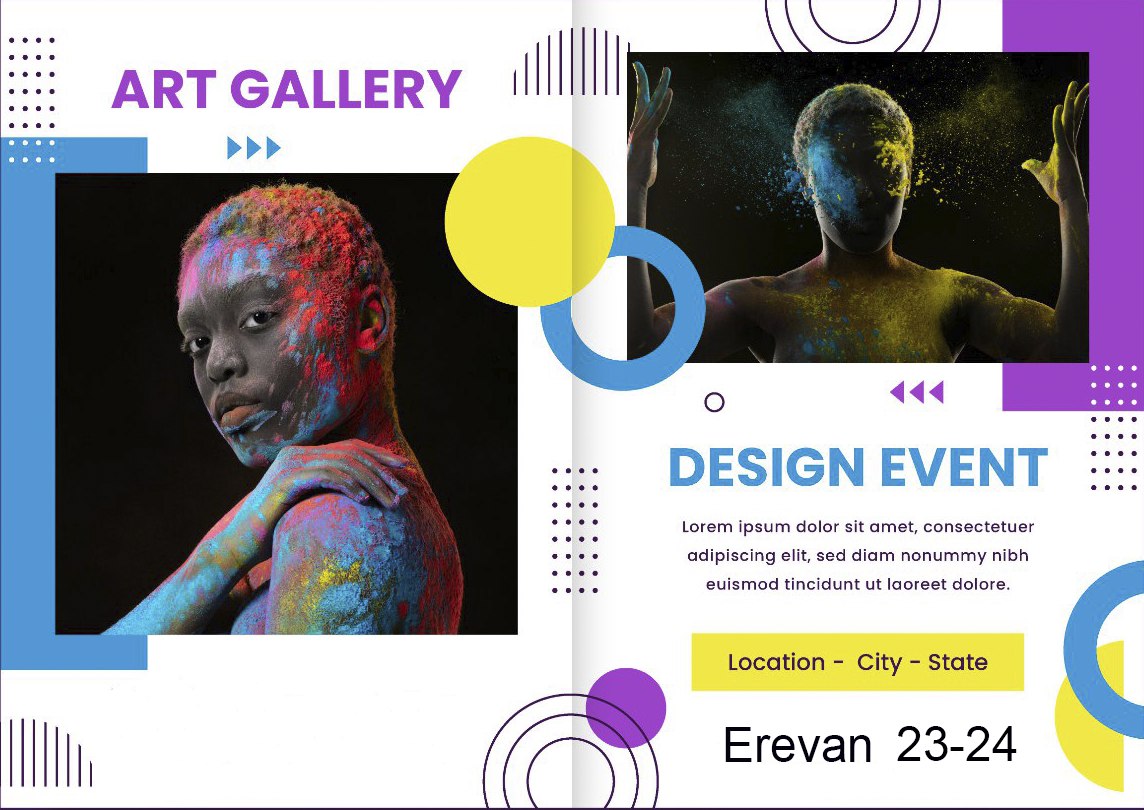 ART GALLERY
DESIGN EVENT
Lorem ipsum dolor sit amet, consectetuer
adipiscing elit, sed diam nonummy nibh
euismod tincidunt ut laoreet dolore.
Location - City - State
Erevan 23-24